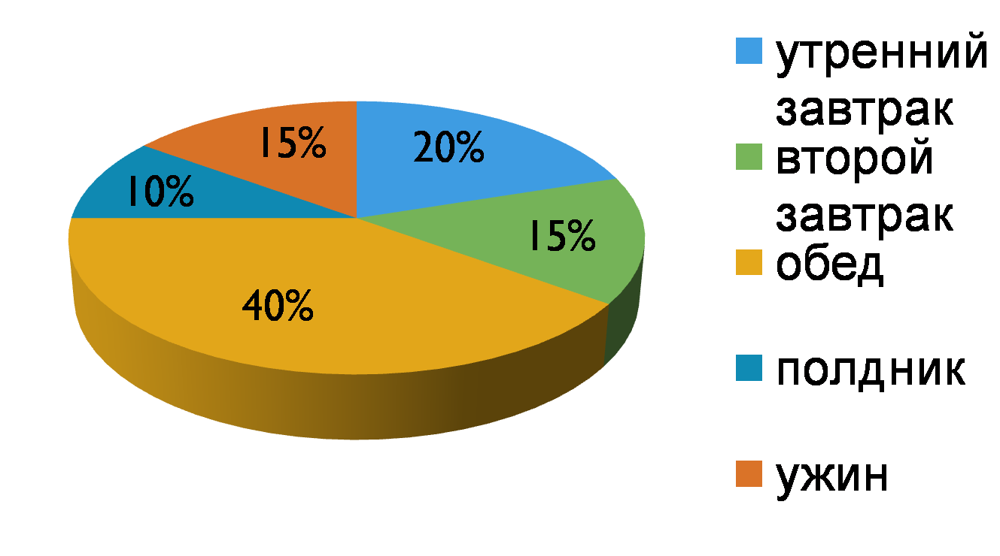 15%
20%
10%
15%
40%
утренний
завтрак
второй
завтрак
обед
полдник
ужин